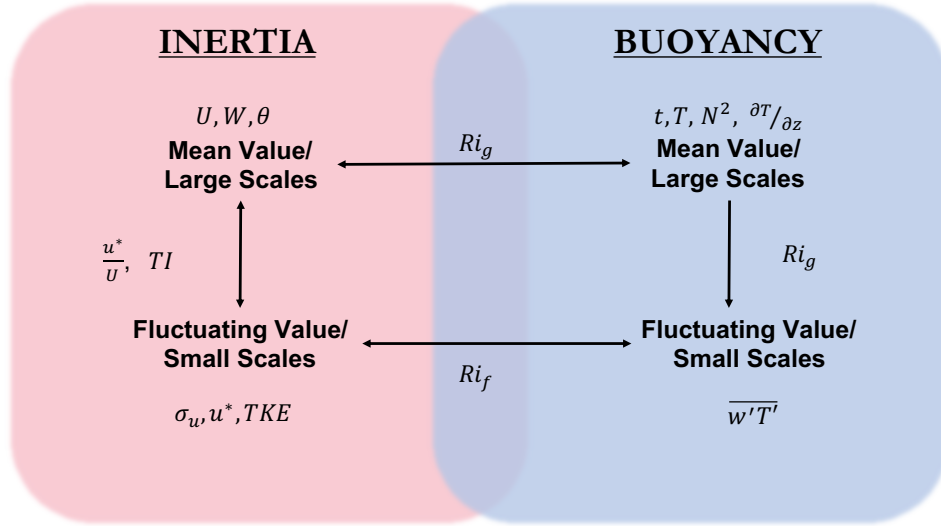 INERTIA
BUOYANCY
U, W, θ
t, T, N², ∂T/∂z
Mean Value/
Large Scales
Ri_g
Mean Value/
Large Scales
u*/U, TI
Ri_g
Fluctuating Value/
Small Scales
Ri_f
Fluctuating Value/
Small Scales
σ_u, u*, TKE
\overline{w'T'}